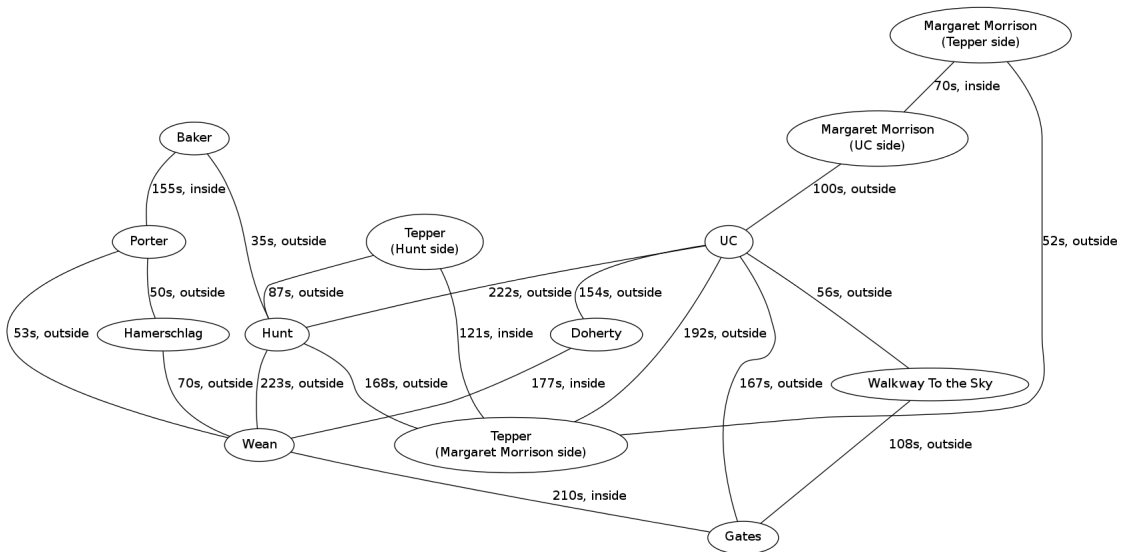 Margaret Morrison
(Tepper side)
70s, inside
Baker
Margaret Morrison
(UC side)
155s, inside
100s, outside
Porter
35s, outside
Tepper
(Hunt side)
UC
52s, outside
50s, outside
87s, outside
222s, outside
154s, outside
56s, outside
53s, outside
Hamerschlag
Hunt
121s, inside
Doherty
192s, outside
70s, outside
223s, outside
168s, outside
177s, inside
167s, outside
Walkway To the Sky
Wean
Tepper
(Margaret Morrison side)
108s, outside
210s, inside
Gates